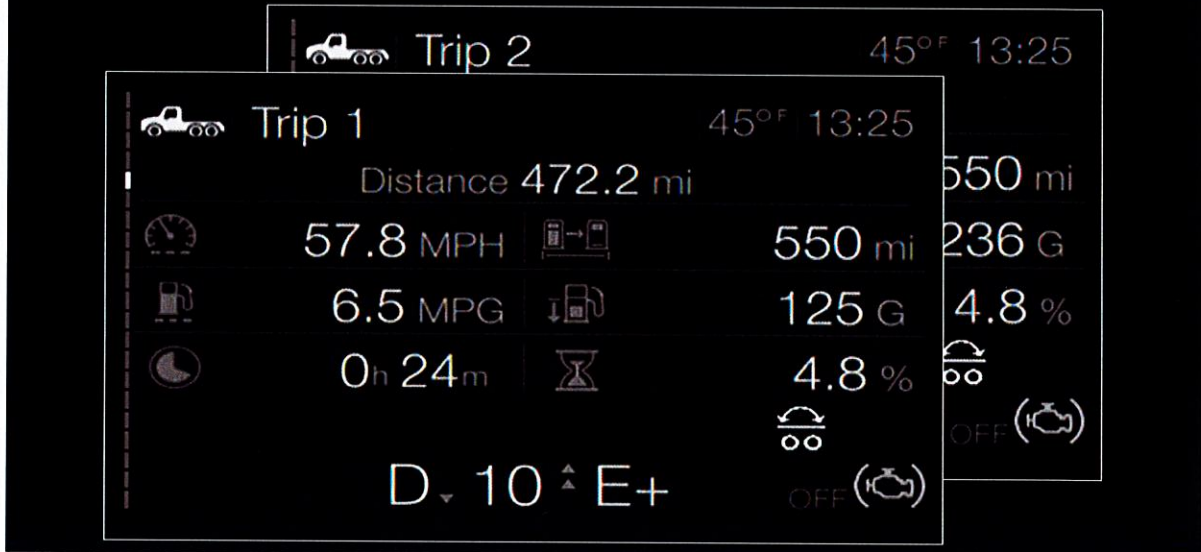 Trip 2 45°F 13:25
Trip 1 45°F 13:25
Distance 472.2 mi
550 mi
57.8 MPH 550 mi
236 G
6.5 MPG 125 G
4.8 %
0h 24m 4.8 %
D 10 E+ OFF
OFF